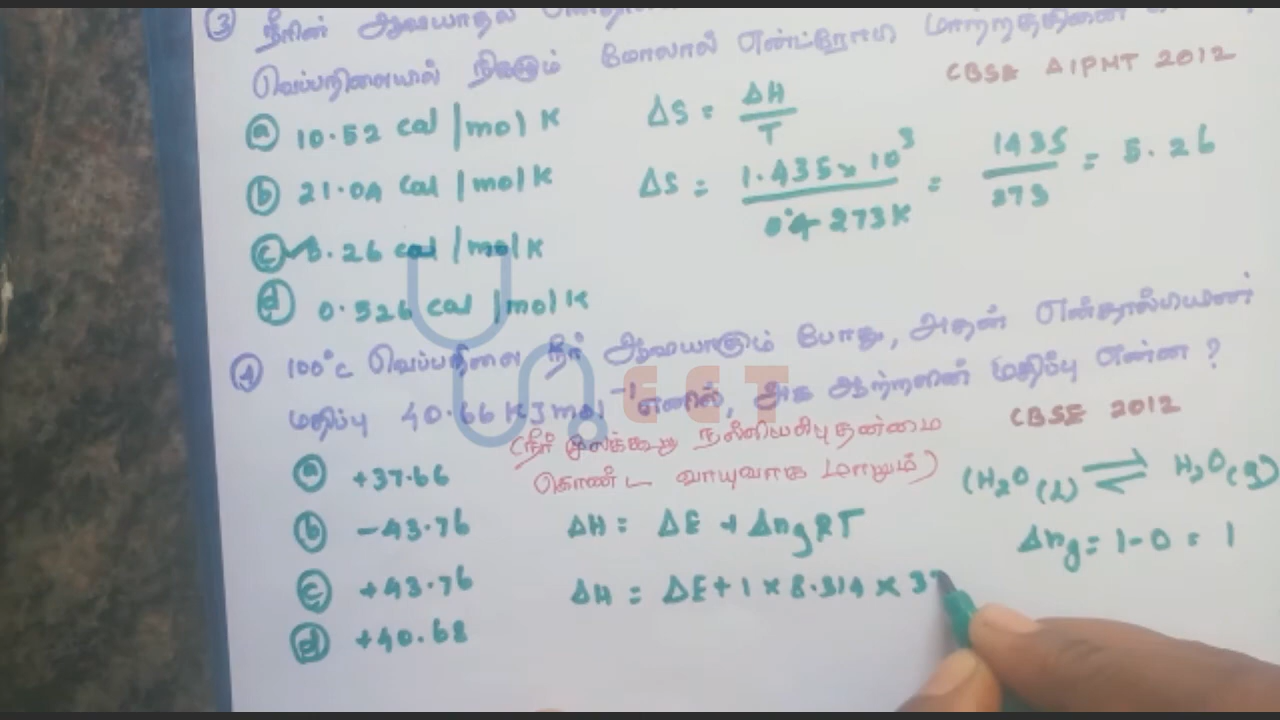 ③ நீரின் ஆவியாதல்
வெப்பநிலையில் நிகழும் மோலால் என்ட்ரோபி மாற்றத்தினை
CBSE AIPMT 2012
ⓐ 10.52 cal | mol K
ΔS = ΔH / T
ⓑ 21.04 cal | mol K
ΔS = 1.435 × 10³ / 273 K = 1435 / 273 = 5.26
ⓒ 5.26 cal | mol K
ⓓ 0.526 cal | mol K
④ 100°C வெப்பநிலை நீர் ஆவியாகும் போது, அதன் என்தால்பியின்
மதிப்பு 40.66 KJ mol⁻¹ எனில், அக ஆற்றலின் மதிப்பு என்ன ?
EET
(நீர் மூலக்கூறு நல்லியல்பு தன்மை
CBSE 2012
கொண்ட வாயுவாக மாறும்)
(H₂O (l) ⇌ H₂O (g)
ⓐ +37.66
ⓑ -43.76
ΔH = ΔE + ΔngRT
Δng = 1-0 = 1
ⓒ +43.76
ΔH = ΔE + 1 × 8.314 × 37
ⓓ +40.68